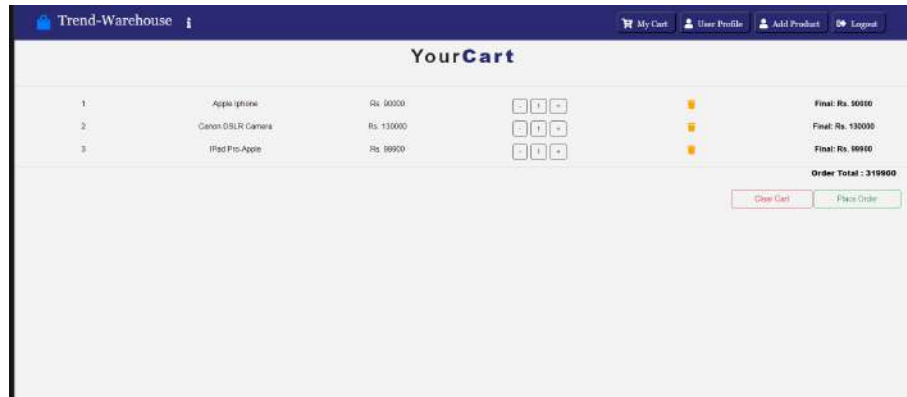 Trend-Warehouse i My Cart User Profile Add Product Logout
YourCart
1 Apple iphone Rs. 90000 - 1 + Final: Rs. 90000
2 Canon DSLR Camera Rs. 130000 - 1 + Final: Rs. 130000
3 IPad Pro-Apple Rs. 99900 - 1 + Final: Rs. 99900
Order Total : 319900
Clear Cart Place Order